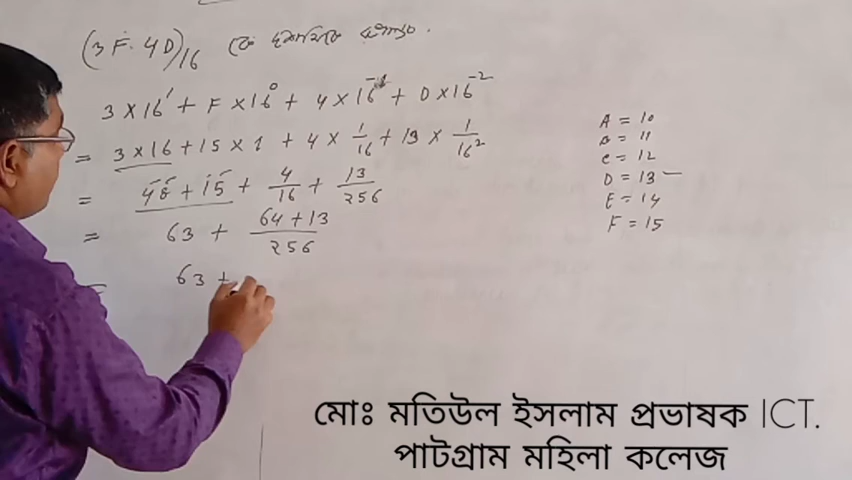 (3F.4D)16 কে দশমিকে রূপান্তর.
3×16¹ + F×16⁰ + 4×16⁻¹ + D×16⁻²
= 3×16 + 15×1 + 4×1/16 + 13×1/16²
= 48 + 15 + 4/16 + 13/256
= 63 + (64+13)/256
= 63 +
A = 10
B = 11
C = 12
D = 13
E = 14
F = 15
মোঃ মতিউল ইসলাম প্রভাষক ICT.
পাটগ্রাম মহিলা কলেজ